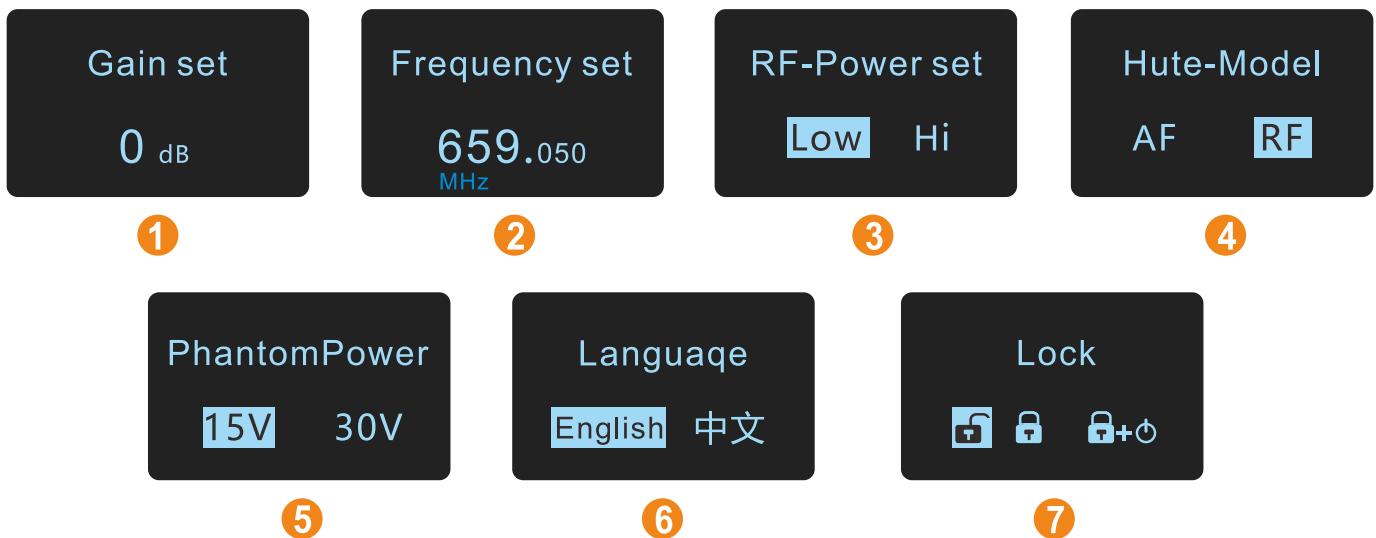 Gain set
0 dB
1
Frequency set
659.050
MHz
2
RF-Power set
Low Hi
3
Hute-Model
AF RF
4
PhantomPower
15V 30V
5
Languaqe
English 中文
6
Lock
+
7